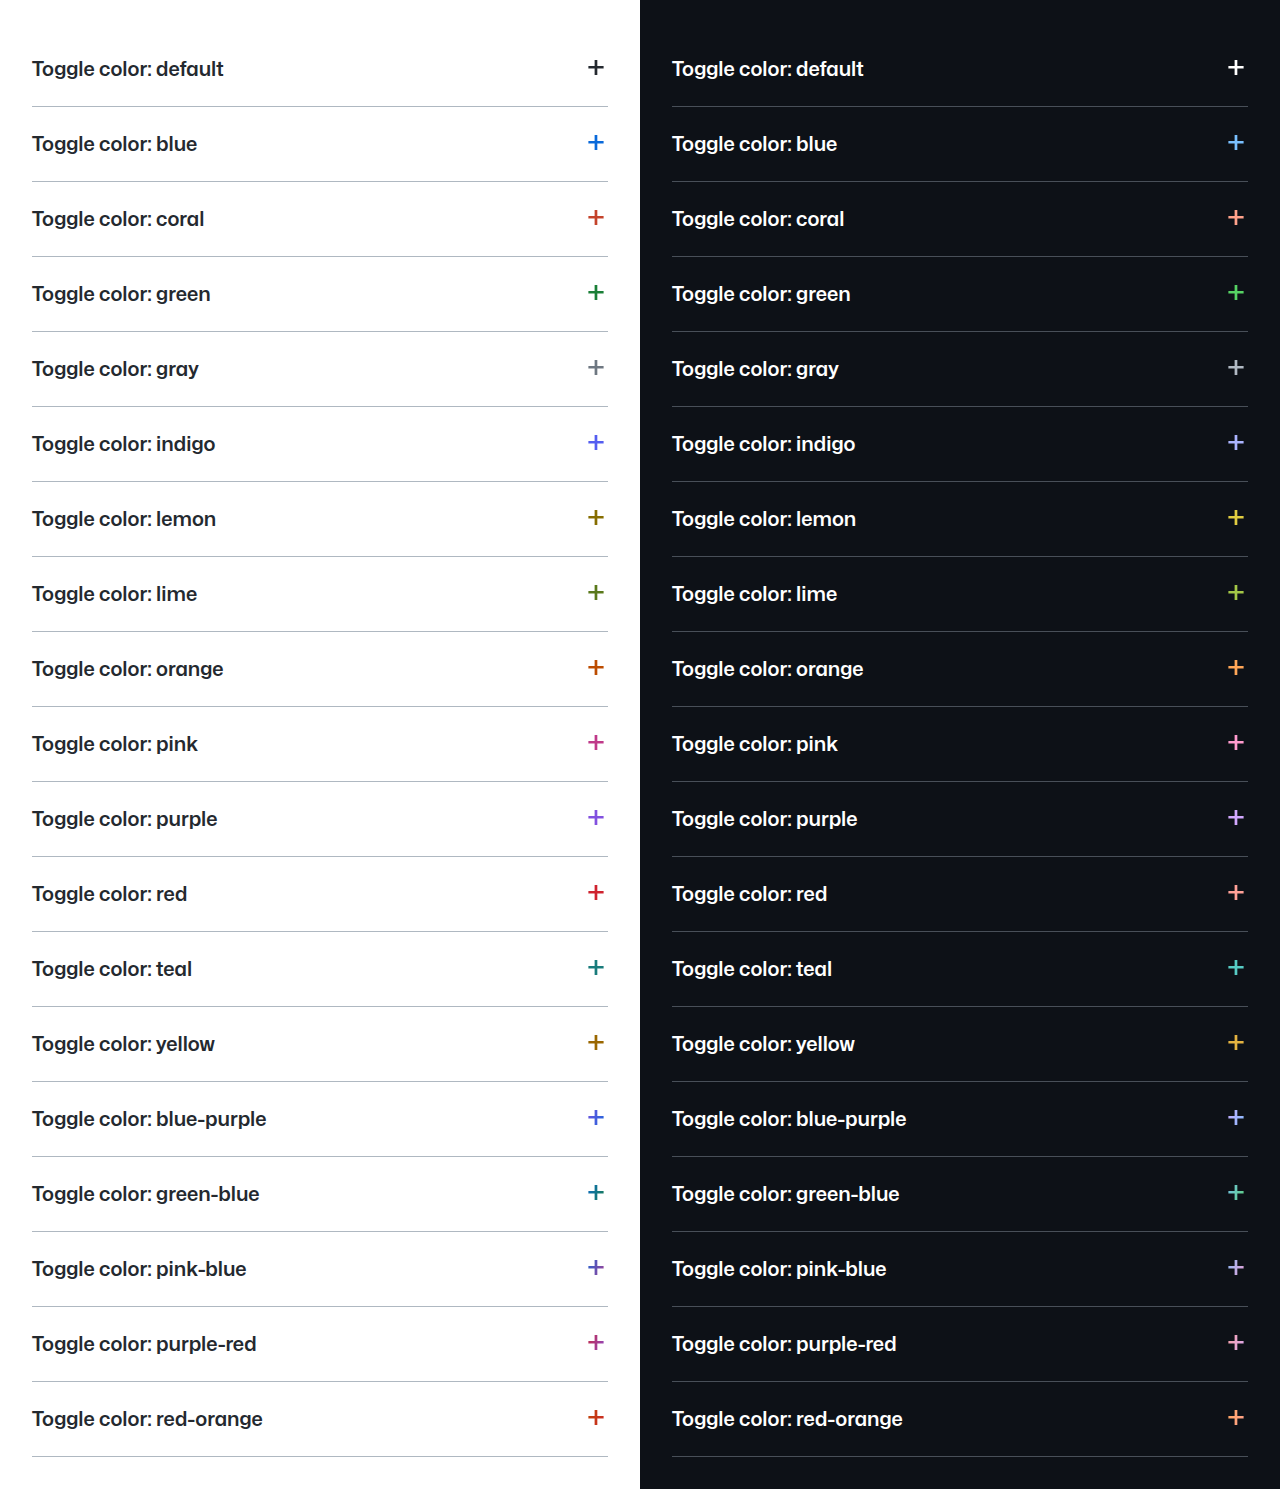 Toggle color: default
Toggle color: blue
Toggle color: coral
Toggle color: green
Toggle color: gray
Toggle color: indigo
Toggle color: lemon
Toggle color: lime
Toggle color: orange
Toggle color: pink
Toggle color: purple
Toggle color: red
Toggle color: teal
Toggle color: yellow
Toggle color: blue-purple
Toggle color: green-blue
Toggle color: pink-blue
Toggle color: purple-red
Toggle color: red-orange
Toggle color: default
Toggle color: blue
Toggle color: coral
Toggle color: green
Toggle color: gray
Toggle color: indigo
Toggle color: lemon
Toggle color: lime
Toggle color: orange
Toggle color: pink
Toggle color: purple
Toggle color: red
Toggle color: teal
Toggle color: yellow
Toggle color: blue-purple
Toggle color: green-blue
Toggle color: pink-blue
Toggle color: purple-red
Toggle color: red-orange